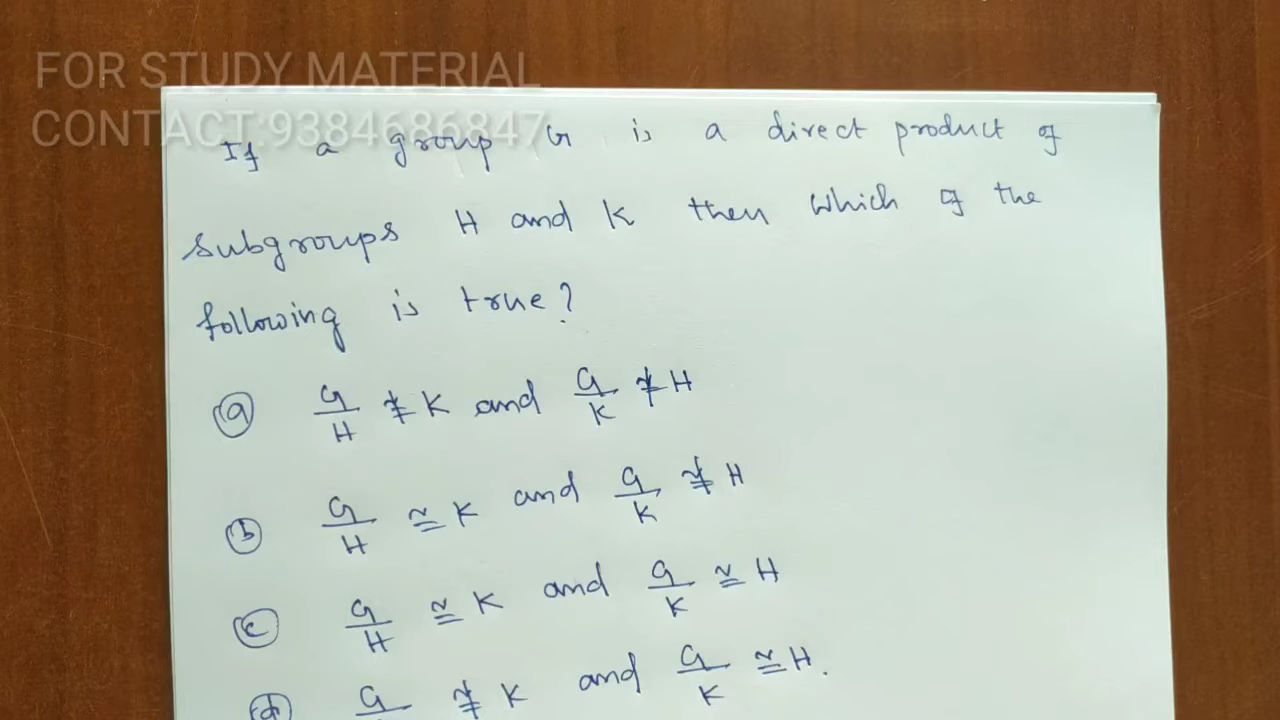 FOR STUDY MATERIAL
CONTACT:9384686847
If a group G is a direct product of
subgroups H and K then which of the
following is true?
(a) G/H ≇ K and G/K ≇ H
(b) G/H ≅ K and G/K ≇ H
(c) G/H ≅ K and G/K ≅ H
(d) G/ ≇ K and G/K ≅ H.